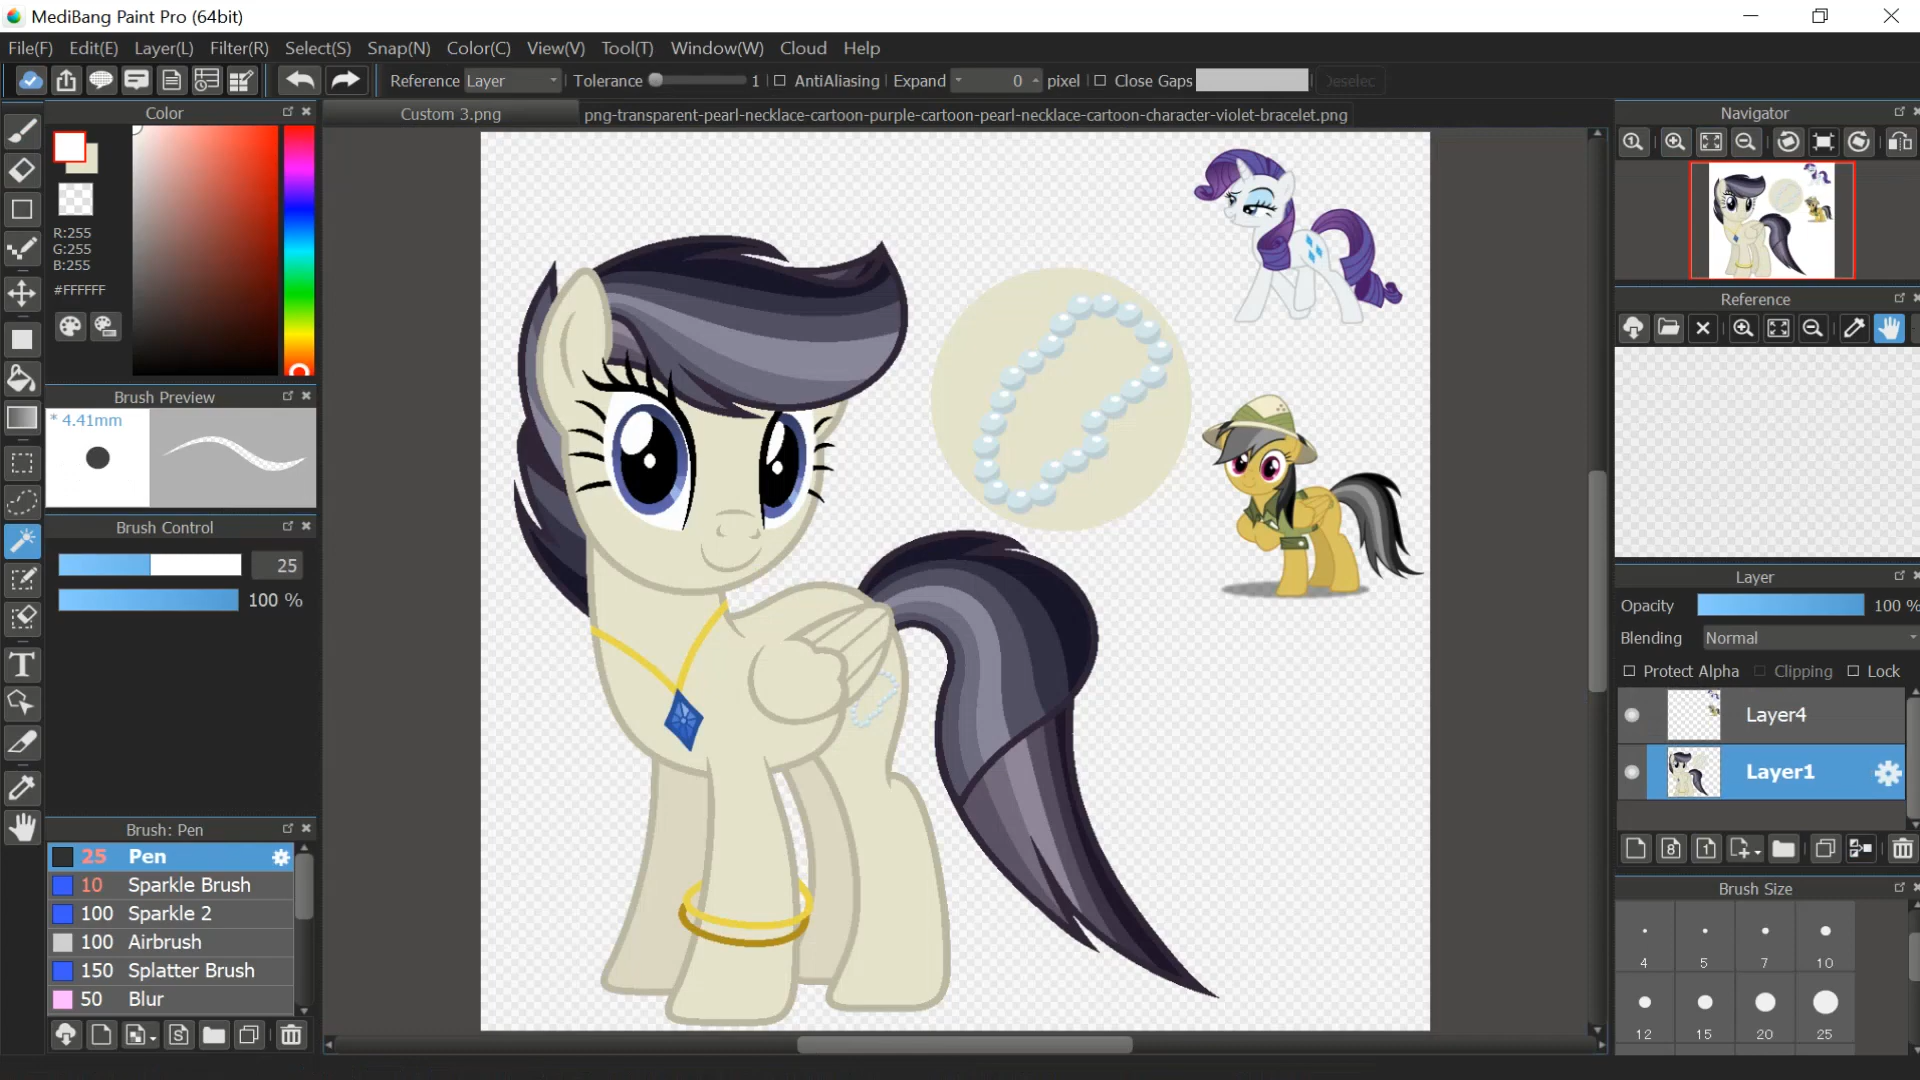 MediBang Paint Pro (64bit)
File(F) Edit(E) Layer(L) Filter(R) Select(S) Snap(N) Color(C) View(V) Tool(T) Window(W) Cloud Help
Reference Layer Tolerance 1 AntiAliasing Expand 0 pixel Close Gaps Deselec
Color
Custom 3.png
png-transparent-pearl-necklace-cartoon-purple-cartoon-pearl-necklace-cartoon-character-violet-bracelet.png
Navigator
R:255
G:255
B:255
#FFFFFF
Reference
Brush Preview
* 4.41mm
Brush Control
25
100 %
Layer
Opacity 100 %
Blending Normal
Protect Alpha Clipping Lock
Layer4
Layer1
Brush: Pen
25 Pen
10 Sparkle Brush
100 Sparkle 2
100 Airbrush
150 Splatter Brush
50 Blur
Brush Size
4 5 7 10
12 15 20 25